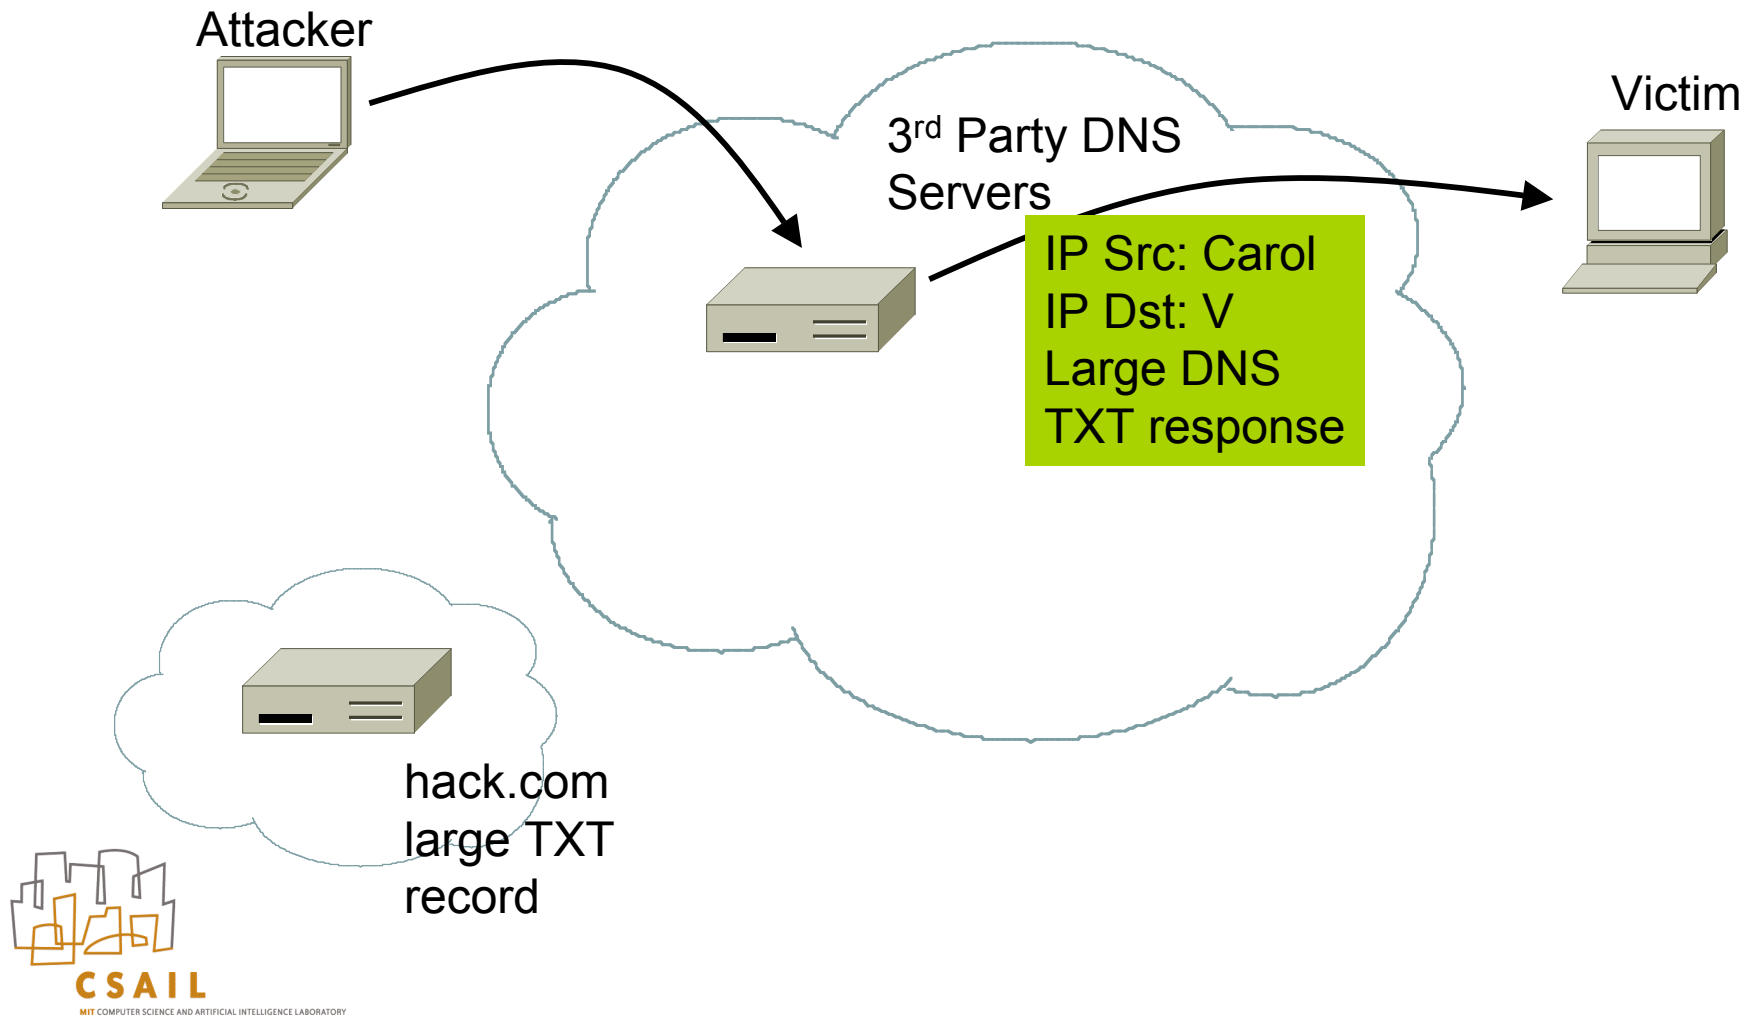 Attacker
Victim
3rd Party DNS
Servers
IP Src: Carol
IP Dst: V
Large DNS
TXT response
hack.com
large TXT
record
CSAIL
MIT COMPUTER SCIENCE AND ARTIFICIAL INTELLIGENCE LABORATORY